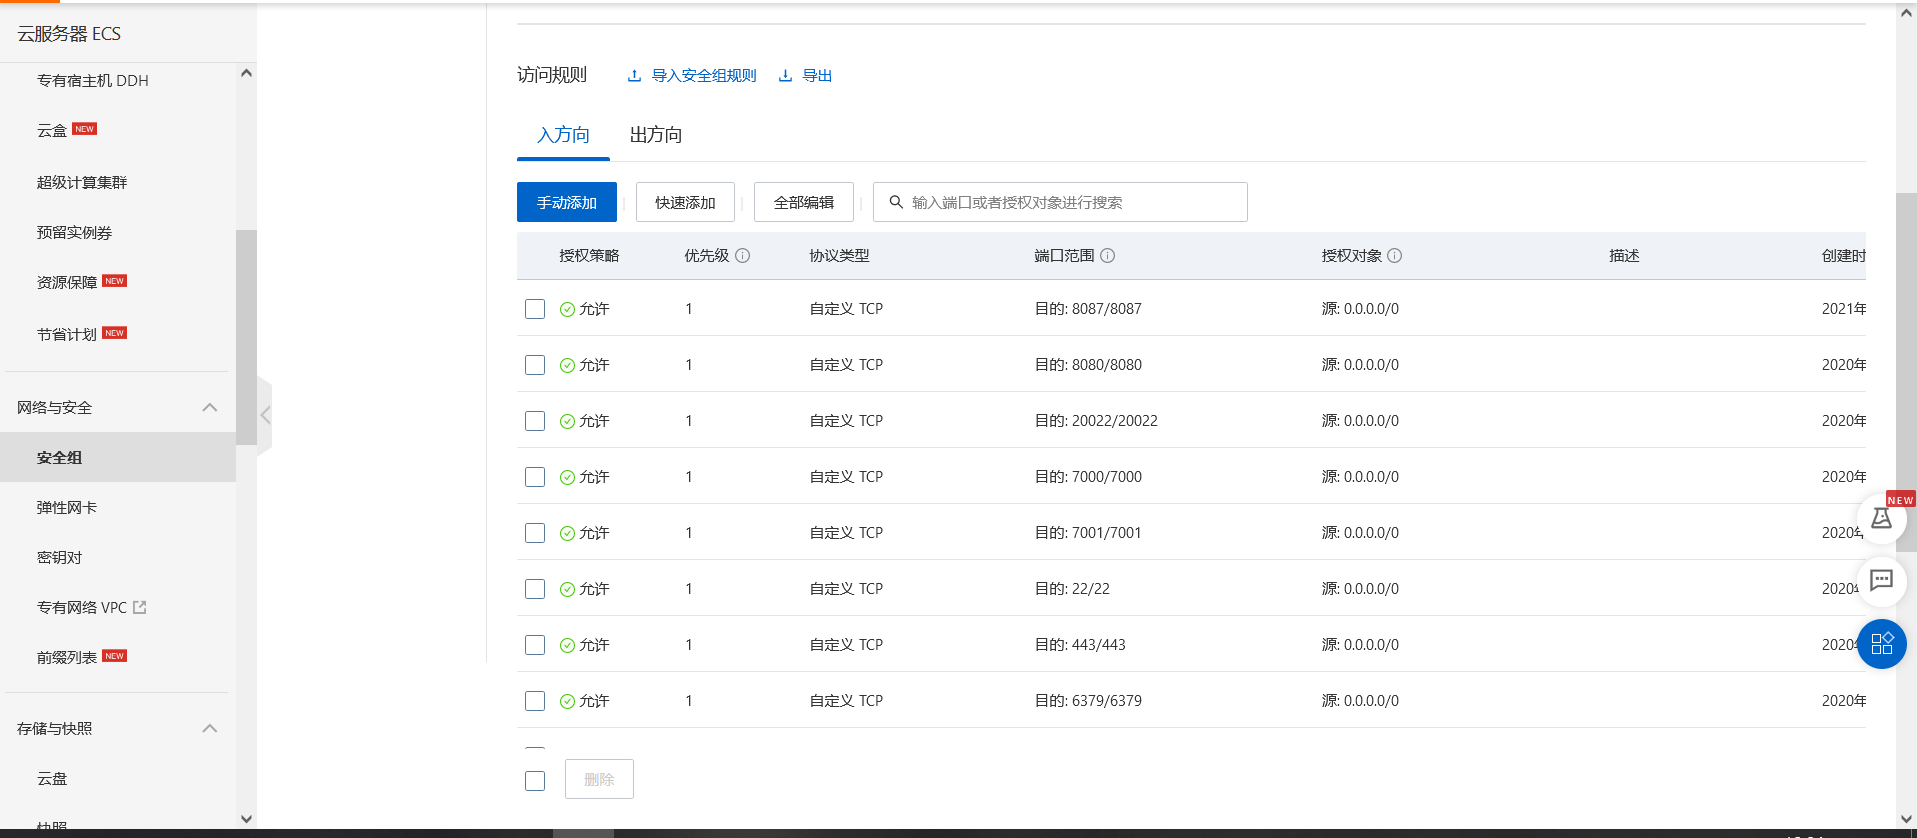 云服务器 ECS
专有宿主机 DDH
云盒 NEW
超级计算集群
预留实例券
资源保障 NEW
节省计划 NEW
网络与安全
安全组
弹性网卡
密钥对
专有网络 VPC
前缀列表 NEW
存储与快照
云盘
快照
访问规则 导入安全组规则 导出
入方向 出方向
手动添加 快速添加 全部编辑 输入端口或者授权对象进行搜索
授权策略 优先级 协议类型 端口范围 授权对象 描述 创建时
允许 1 自定义 TCP 目的: 8087/8087 源: 0.0.0.0/0 2021年
允许 1 自定义 TCP 目的: 8080/8080 源: 0.0.0.0/0 2020年
允许 1 自定义 TCP 目的: 20022/20022 源: 0.0.0.0/0 2020年
允许 1 自定义 TCP 目的: 7000/7000 源: 0.0.0.0/0 2020年
允许 1 自定义 TCP 目的: 7001/7001 源: 0.0.0.0/0 2020年
允许 1 自定义 TCP 目的: 22/22 源: 0.0.0.0/0 2020
允许 1 自定义 TCP 目的: 443/443 源: 0.0.0.0/0 2020
允许 1 自定义 TCP 目的: 6379/6379 源: 0.0.0.0/0 2020年
删除
NEW